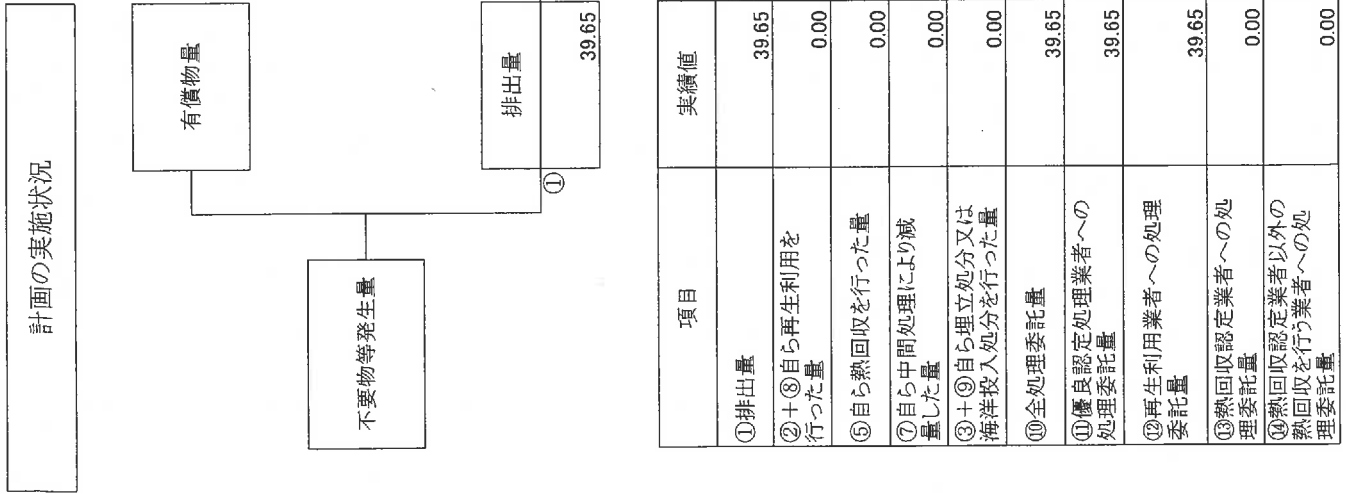 計画の実施状況
有償物量
不要物等発生量
排出量
①
39.65
項目
実績値
①排出量
39.65
②+⑧自ら再生利用を
行った量
0.00
⑤自ら熱回収を行った量
0.00
⑦自ら中間処理により減
量した量
0.00
③+⑨自ら埋立処分又は
海洋投入処分を行った量
0.00
⑩全処理委託量
39.65
⑪優良認定処理業者への
処理委託量
39.65
⑫再生利用業者への処理
委託量
39.65
⑬熱回収認定業者への処
理委託量
0.00
⑭熱回収認定業者以外の
熱回収を行う業者への処
理委託量
0.00